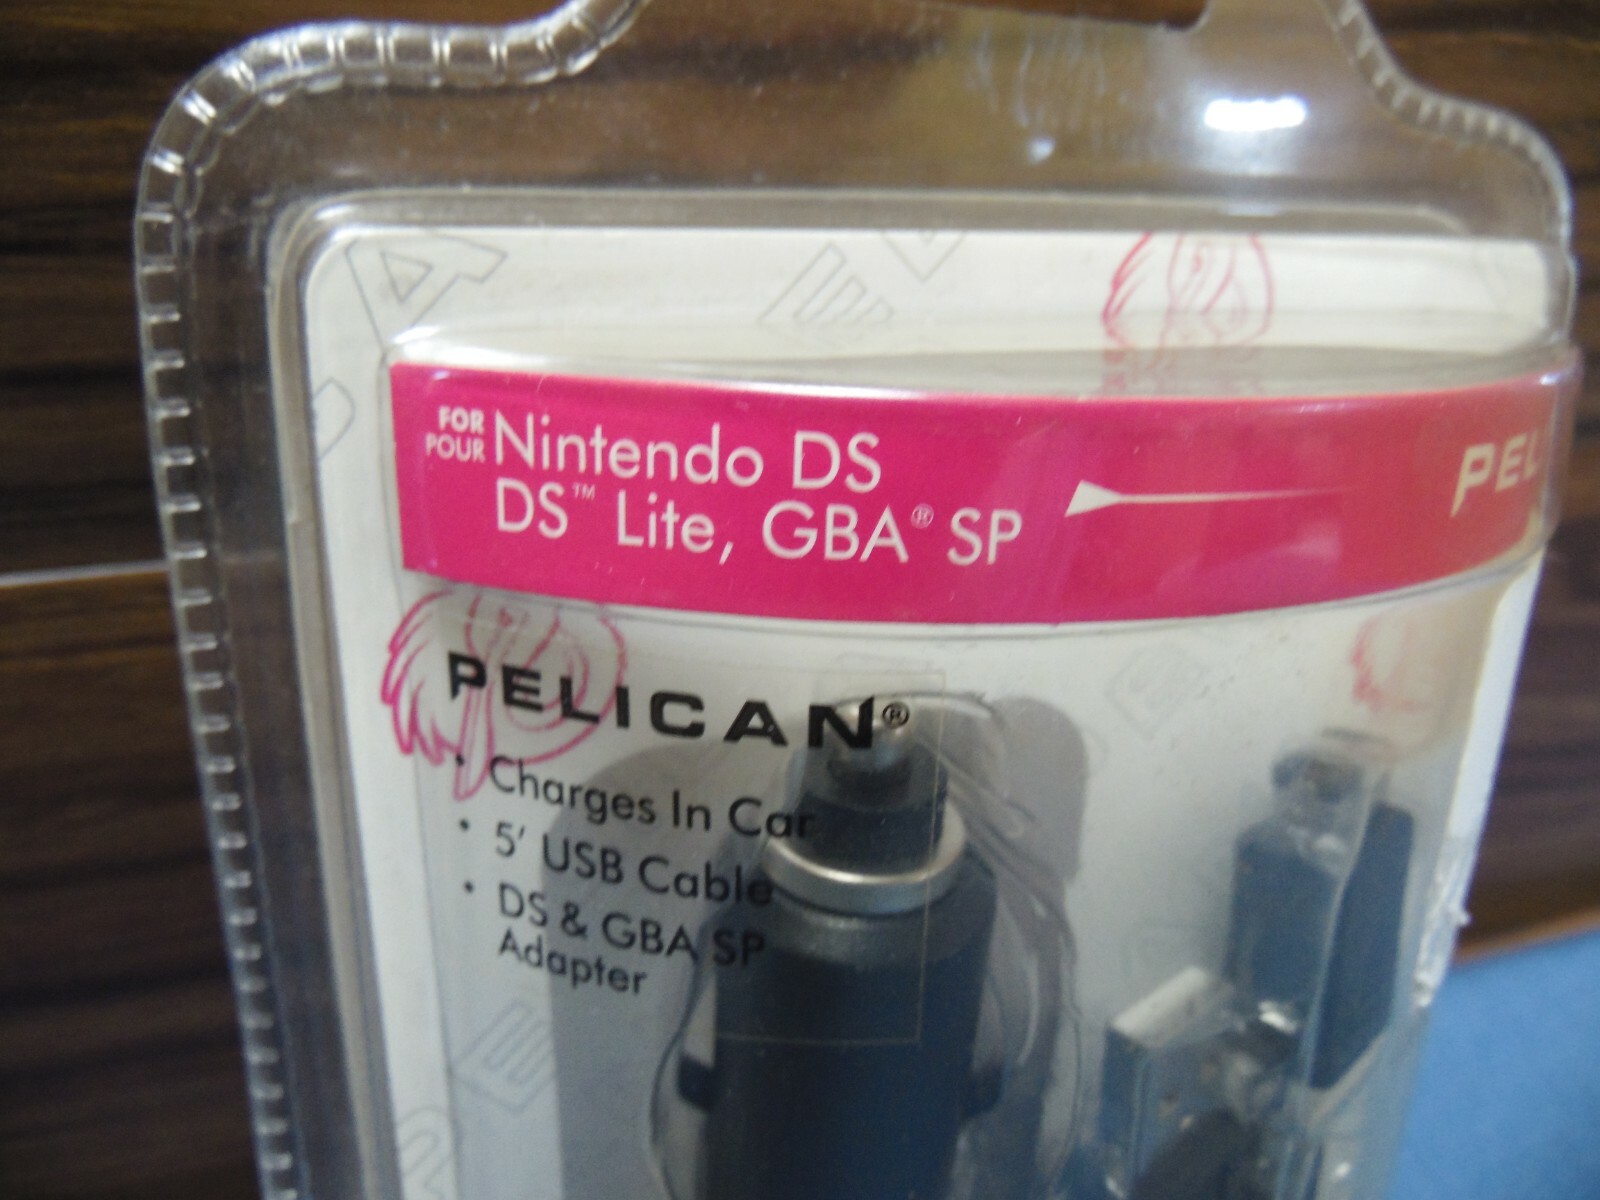 FOR
POUR
Nintendo DS
DS™ Lite, GBA® SP
PEL
PELICAN®
• Charges In Car
• 5' USB Cable
• DS & GBA SP
Adapter